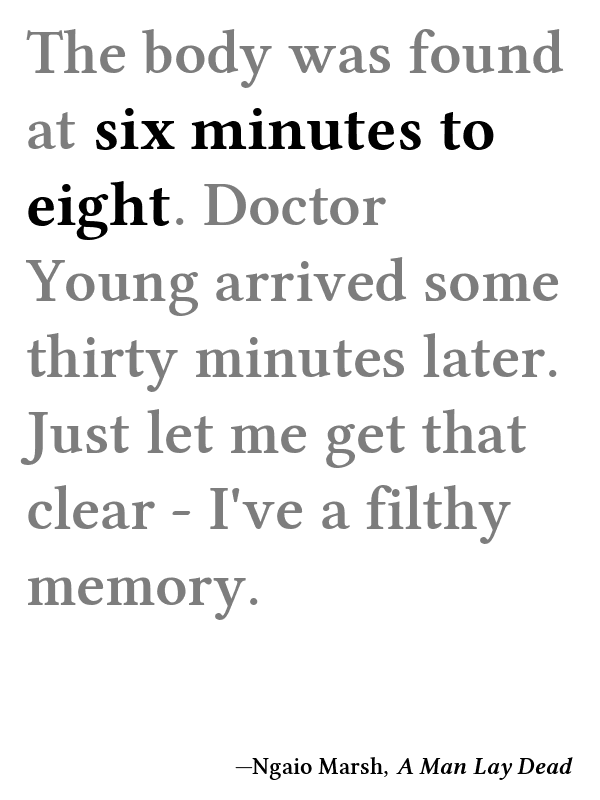 The body was found
at six minutes to
eight. Doctor
Young arrived some
thirty minutes later.
Just let me get that
clear - I've a filthy
memory.
—Ngaio Marsh, A Man Lay Dead